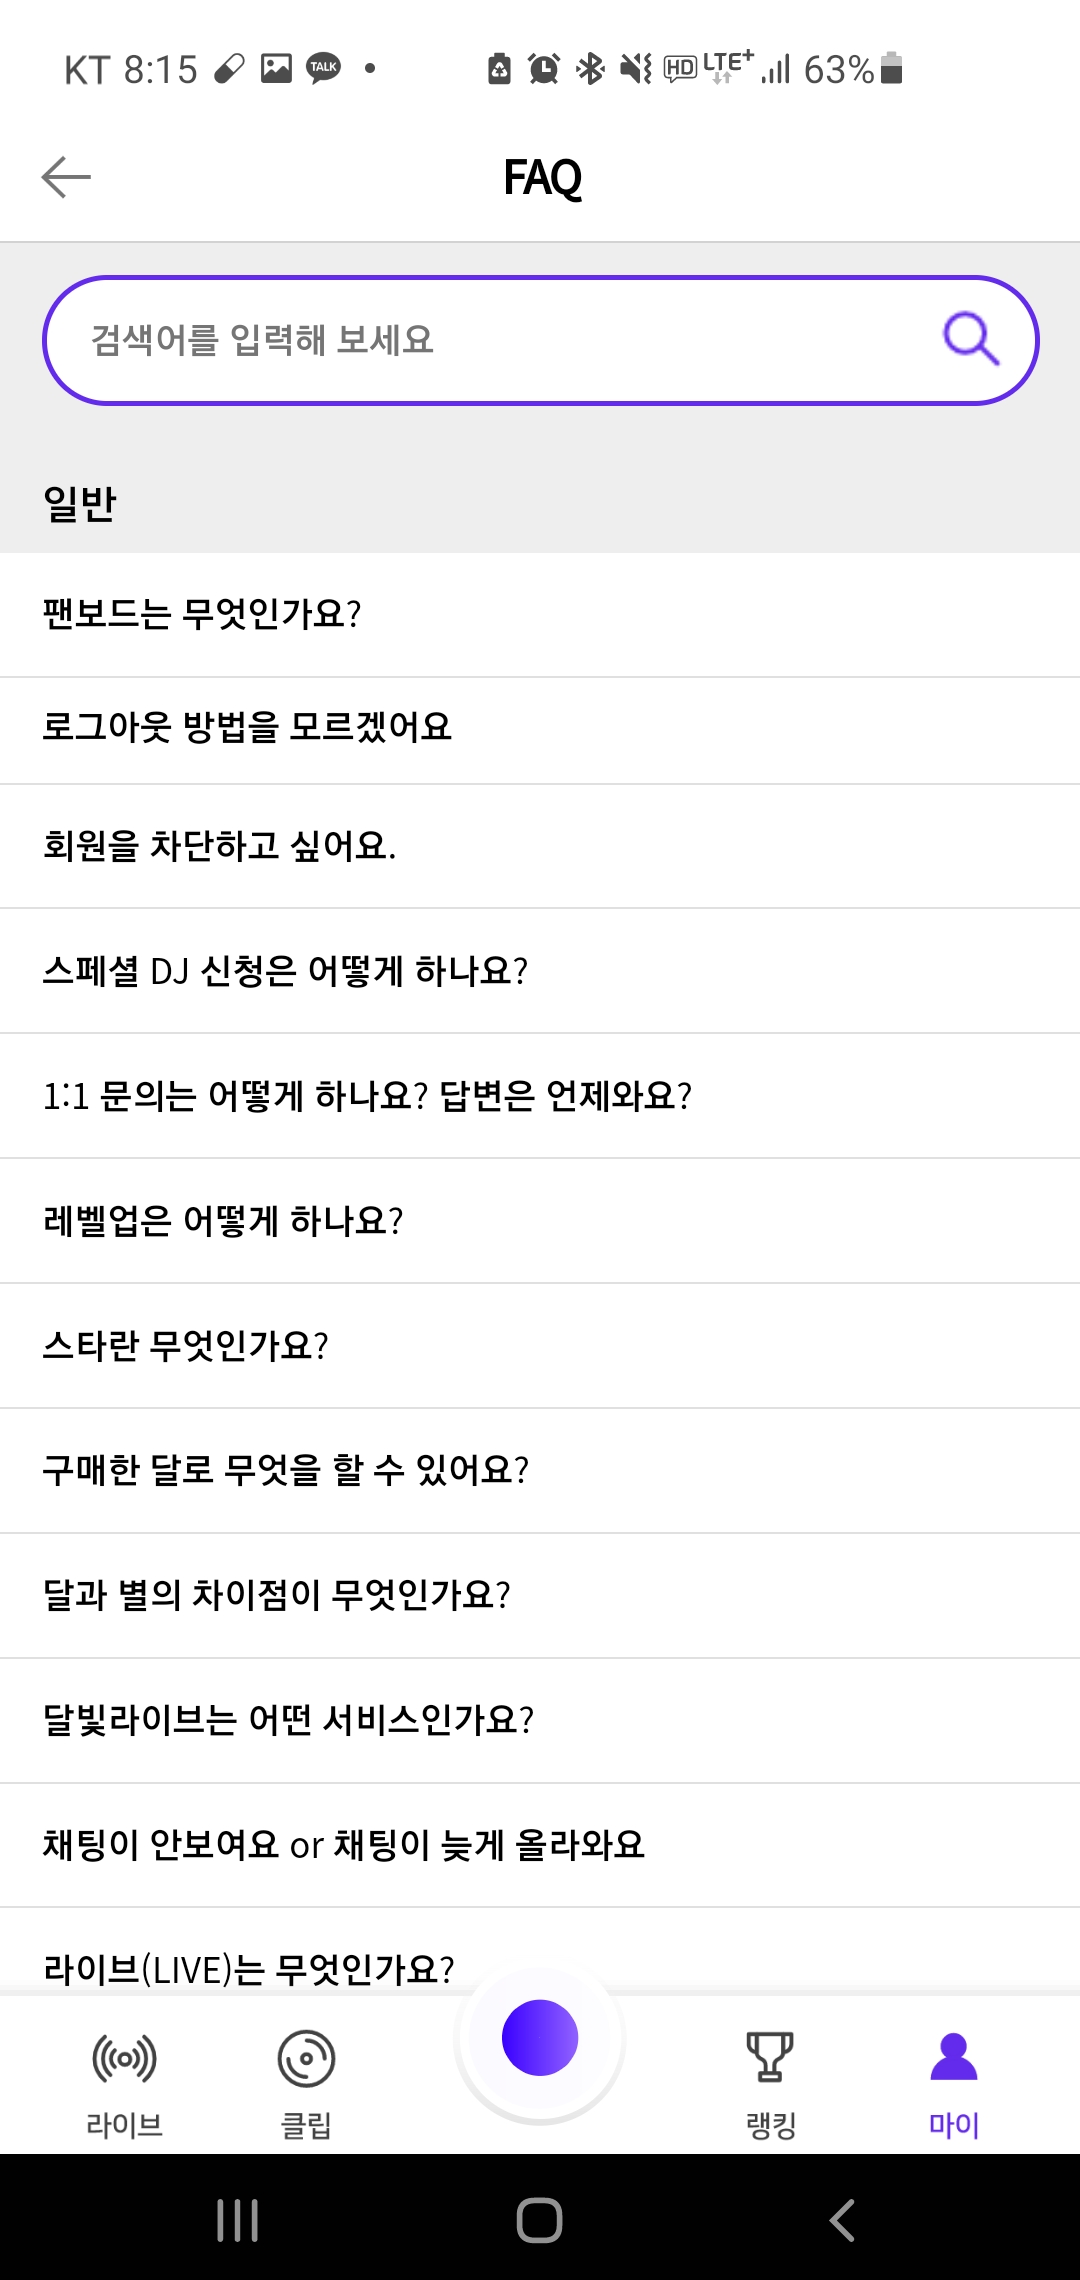 KT 8:15 TALK HD LTE+ 63%
FAQ
검색어를 입력해 보세요
일반
팬보드는 무엇인가요?
로그아웃 방법을 모르겠어요
회원을 차단하고 싶어요.
스페셜 DJ 신청은 어떻게 하나요?
1:1 문의는 어떻게 하나요? 답변은 언제와요?
레벨업은 어떻게 하나요?
스타란 무엇인가요?
구매한 달로 무엇을 할 수 있어요?
달과 별의 차이점이 무엇인가요?
달빛라이브는 어떤 서비스인가요?
채팅이 안보여요 or 채팅이 늦게 올라와요
라이브(LIVE)는 무엇인가요?
라이브 클립 랭킹 마이